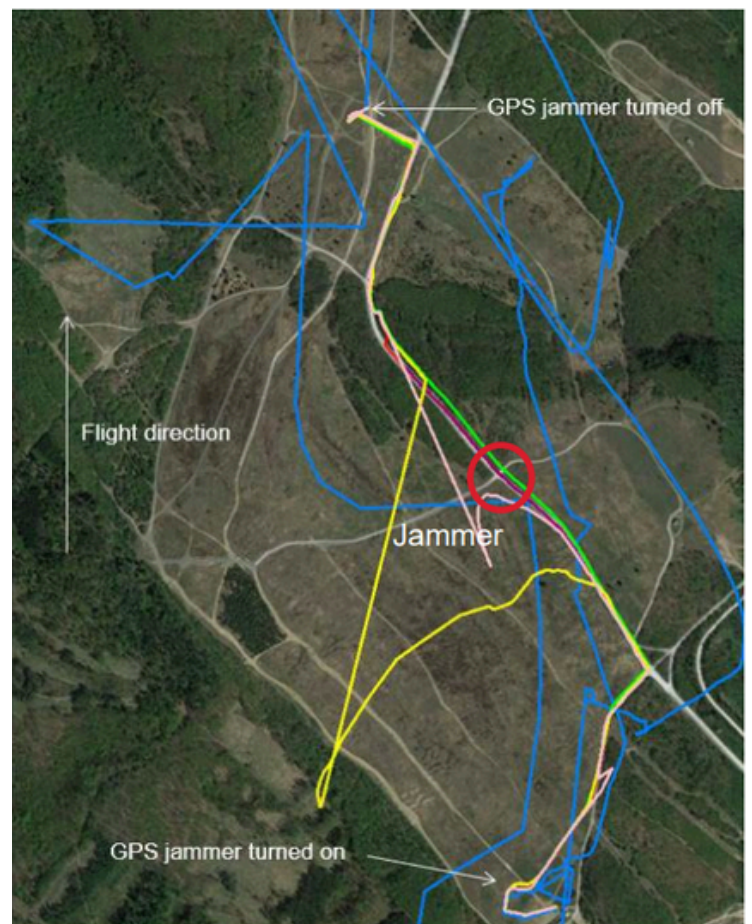 GPS jammer turned off
Flight direction
Jammer
GPS jammer turned on